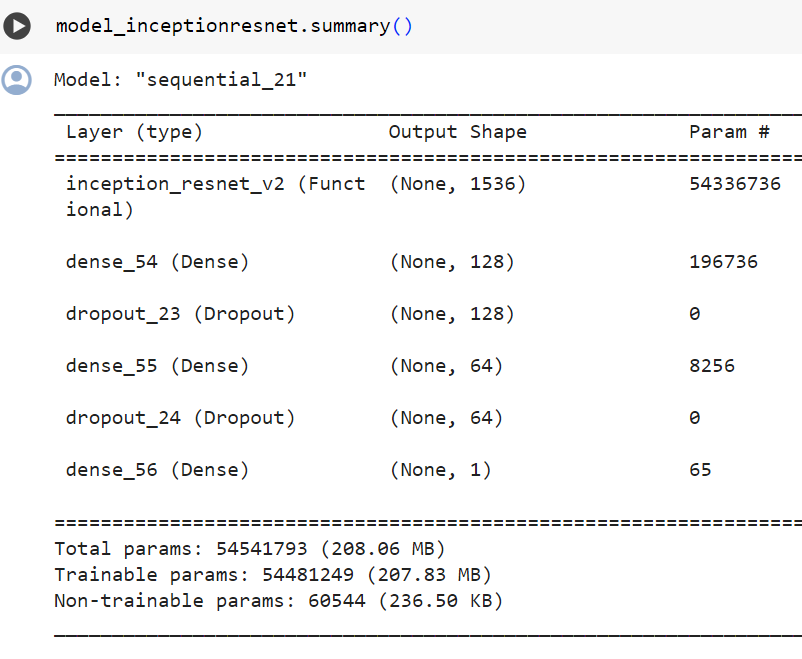 model_inceptionresnet.summary()
Model: "sequential_21"
_________________________________________________________________
Layer (type) Output Shape Param #
=================================================================
inception_resnet_v2 (Funct (None, 1536) 54336736
ional)
dense_54 (Dense) (None, 128) 196736
dropout_23 (Dropout) (None, 128) 0
dense_55 (Dense) (None, 64) 8256
dropout_24 (Dropout) (None, 64) 0
dense_56 (Dense) (None, 1) 65
=================================================================
Total params: 54541793 (208.06 MB)
Trainable params: 54481249 (207.83 MB)
Non-trainable params: 60544 (236.50 KB)
_________________________________________________________________